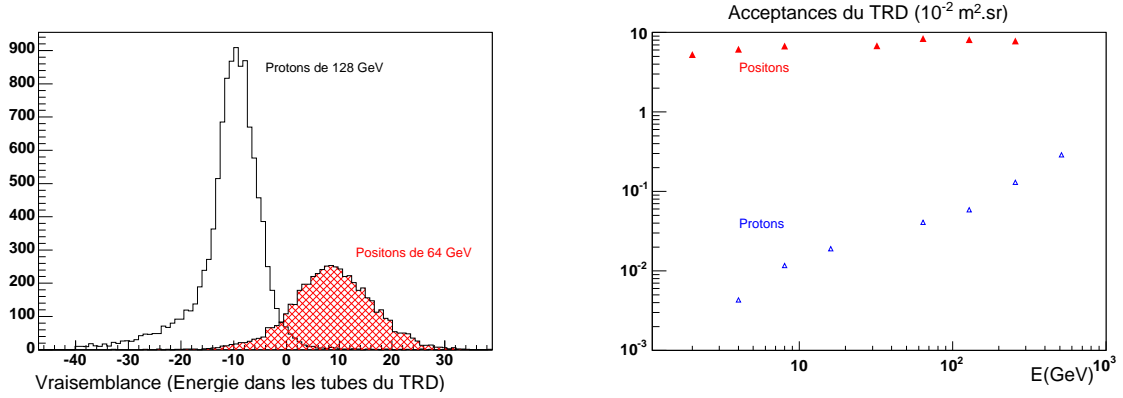 Acceptances du TRD (10-2 m2.sr)
900
800
700
600
500
400
300
200
100
0
Protons de 128 GeV
Positons de 64 GeV
-40 -30 -20 -10 0 10 20 30
Vraisemblance (Energie dans les tubes du TRD)
10
1
10-1
10-2
10-3
Positons
Protons
10 102 103
E(GeV)